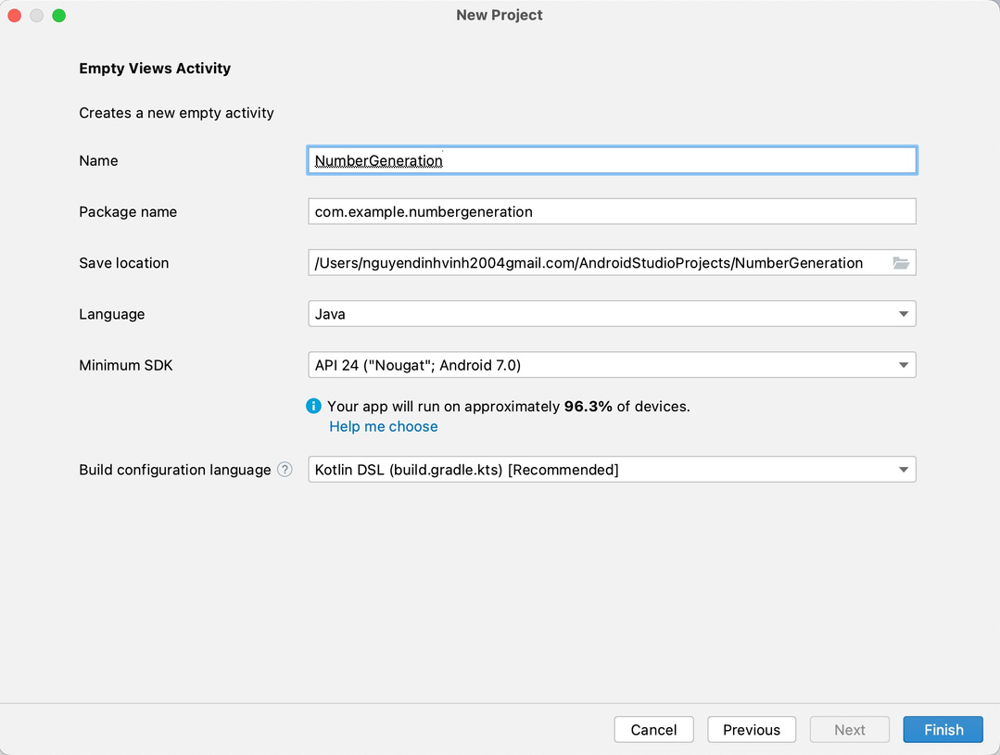 New Project
Empty Views Activity
Creates a new empty activity
Name
NumberGeneration
Package name
com.example.numbergeneration
Save location
/Users/nguyendinhvinh2004gmail.com/AndroidStudioProjects/NumberGeneration
Language
Java
Minimum SDK
API 24 ("Nougat"; Android 7.0)
Your app will run on approximately 96.3% of devices.
Help me choose
Build configuration language ?
Kotlin DSL (build.gradle.kts) [Recommended]
Cancel
Previous
Next
Finish